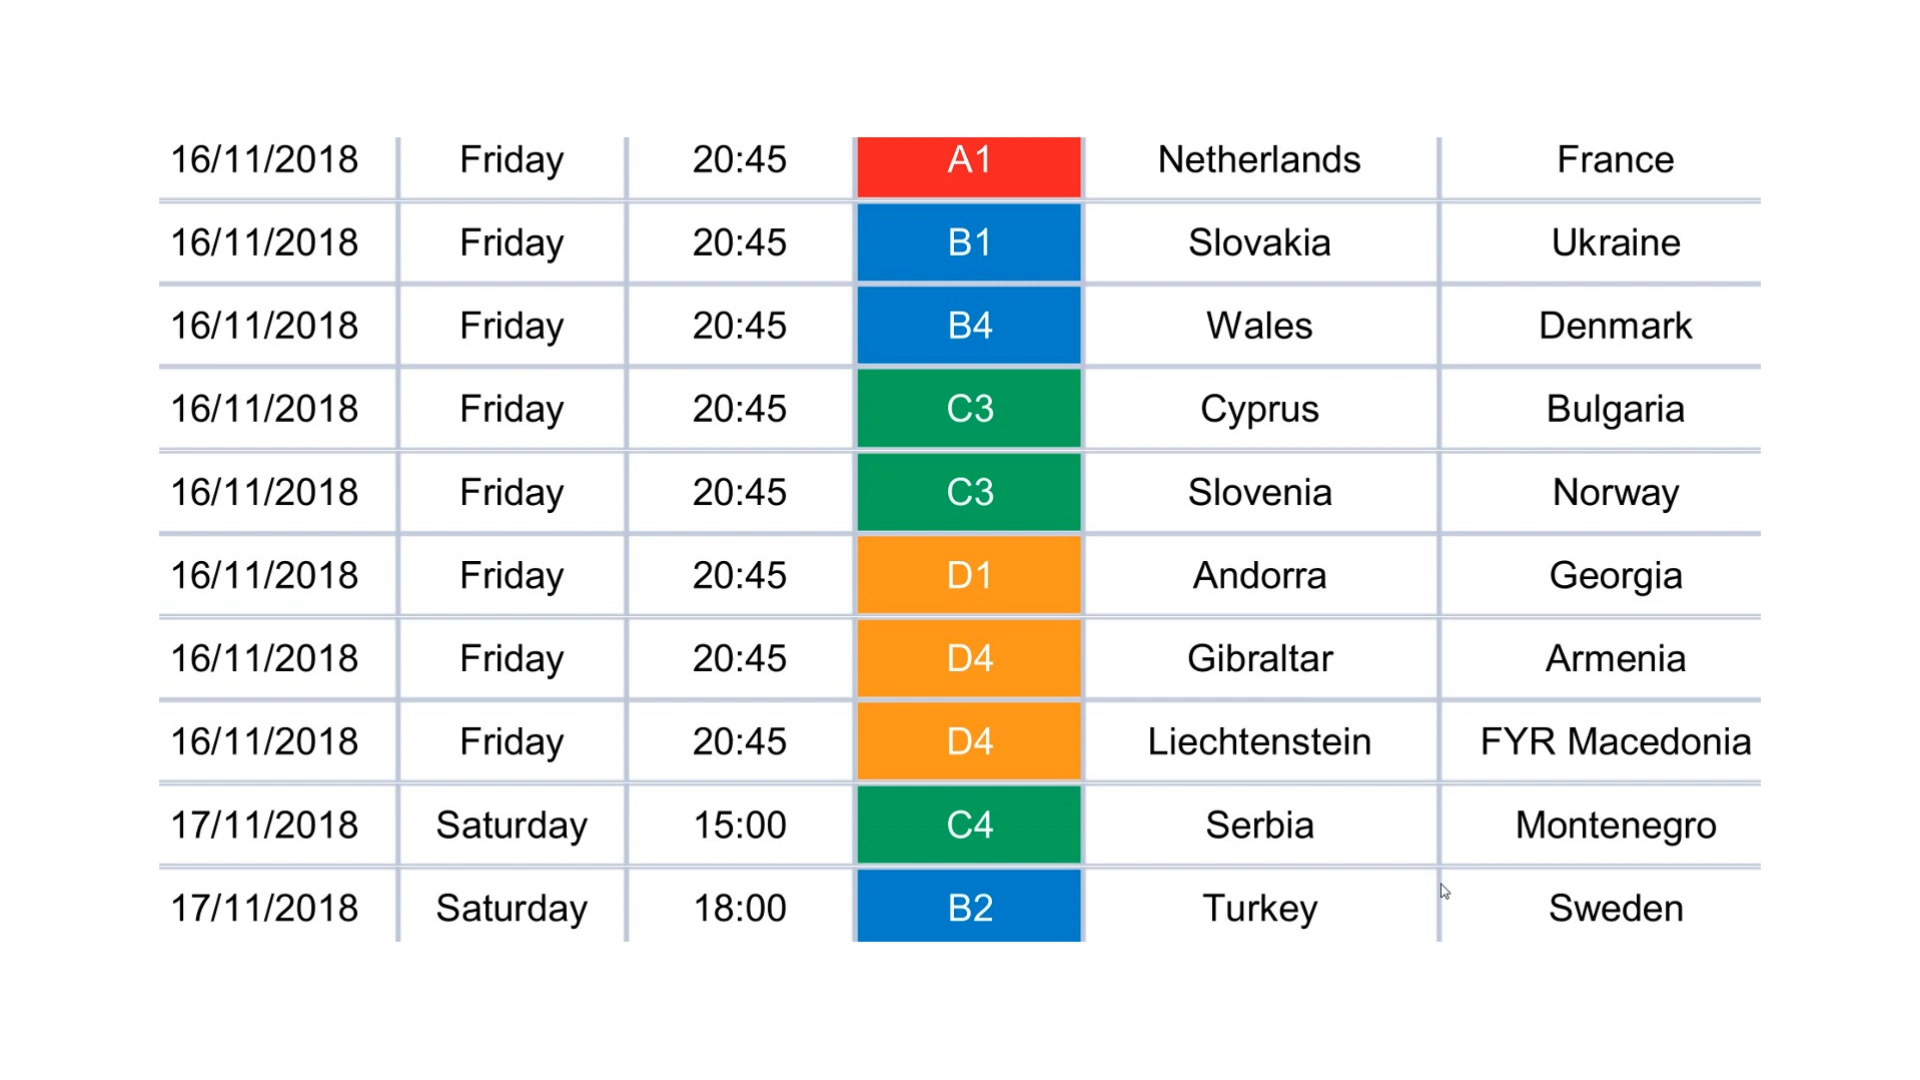 16/11/2018 Friday 20:45 A1 Netherlands France
16/11/2018 Friday 20:45 B1 Slovakia Ukraine
16/11/2018 Friday 20:45 B4 Wales Denmark
16/11/2018 Friday 20:45 C3 Cyprus Bulgaria
16/11/2018 Friday 20:45 C3 Slovenia Norway
16/11/2018 Friday 20:45 D1 Andorra Georgia
16/11/2018 Friday 20:45 D4 Gibraltar Armenia
16/11/2018 Friday 20:45 D4 Liechtenstein FYR Macedonia
17/11/2018 Saturday 15:00 C4 Serbia Montenegro
17/11/2018 Saturday 18:00 B2 Turkey Sweden